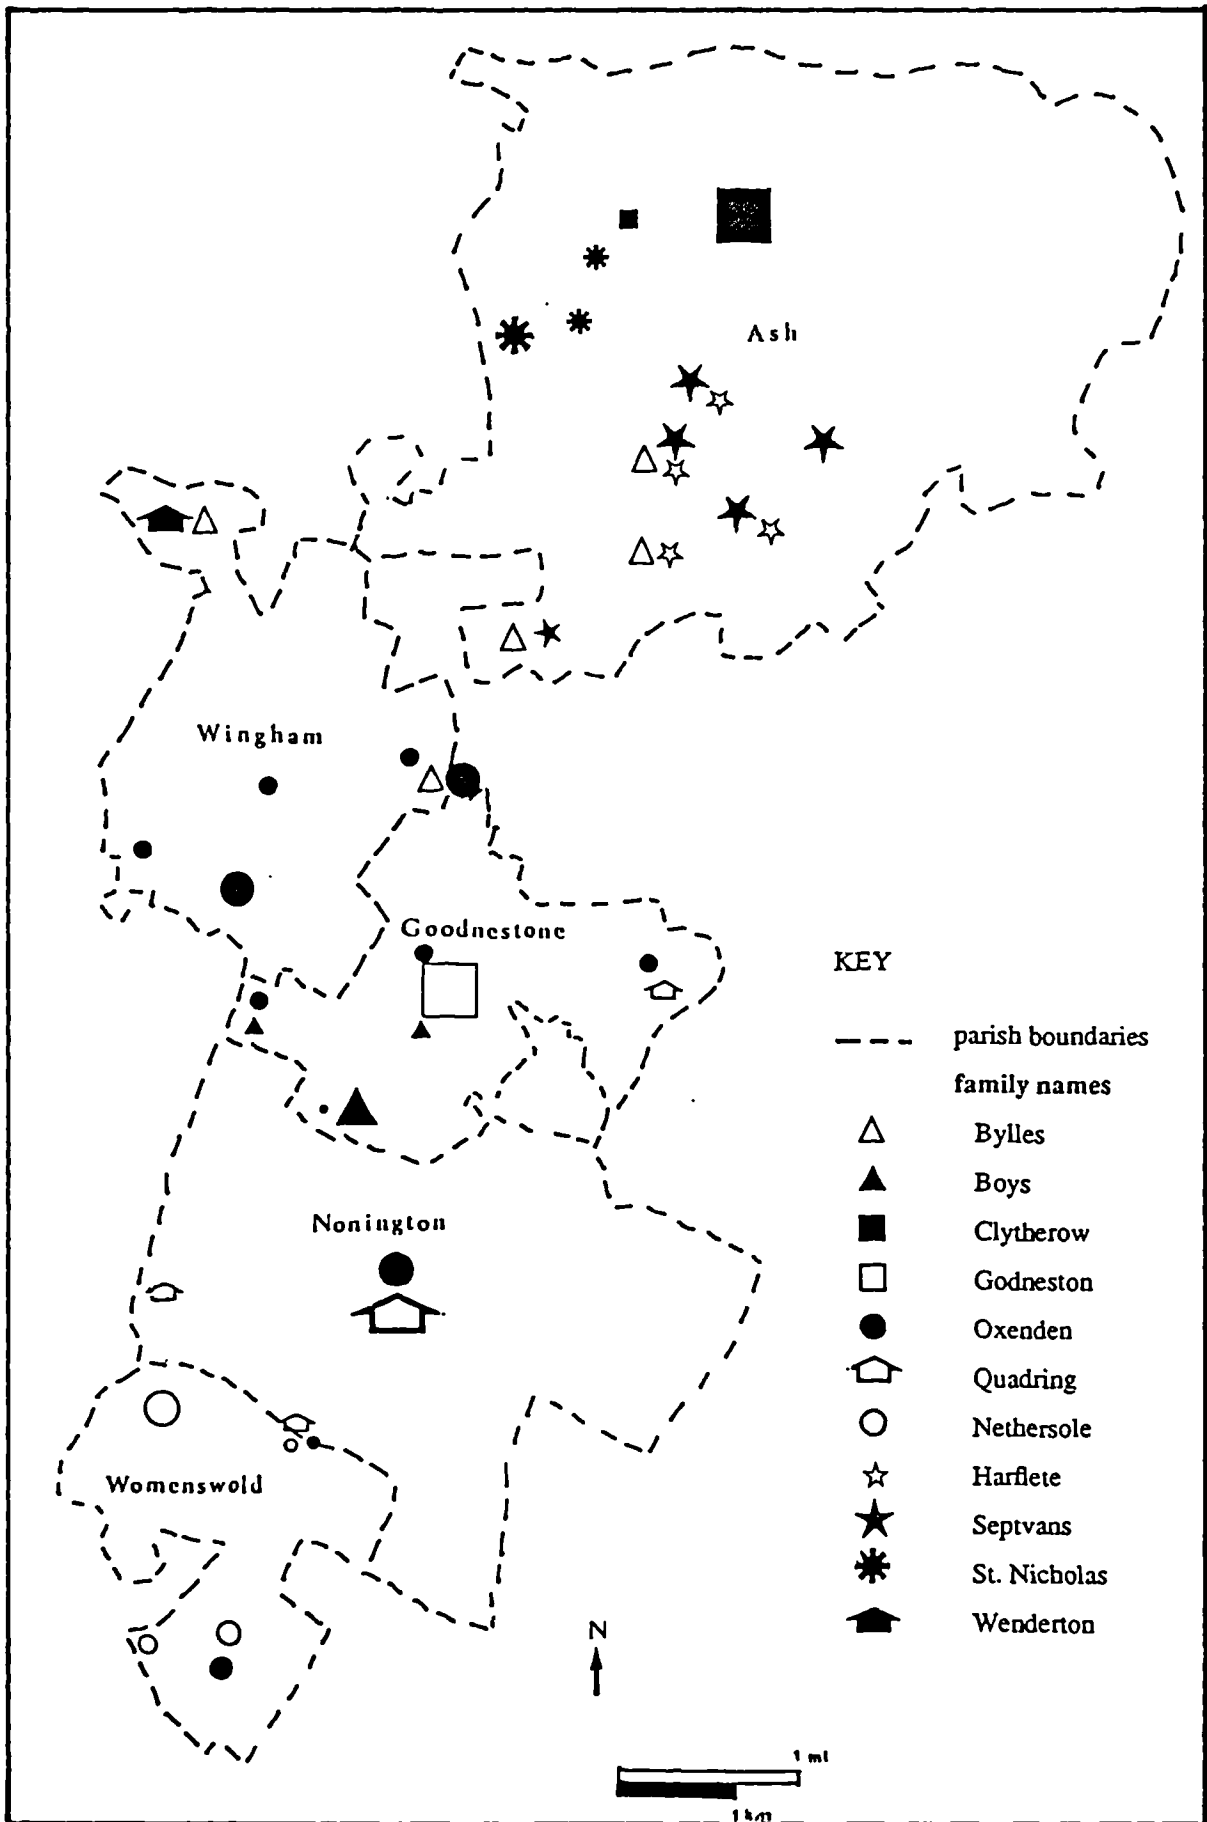 Ash
Wingham
Goodnestone
KEY
parish boundaries
family names
Bylles
Boys
Clytherow
Godneston
Oxenden
Quadring
Nethersole
Harflete
Septvans
St. Nicholas
Wenderton
Nonington
Womenswold
N
1 ml
1km